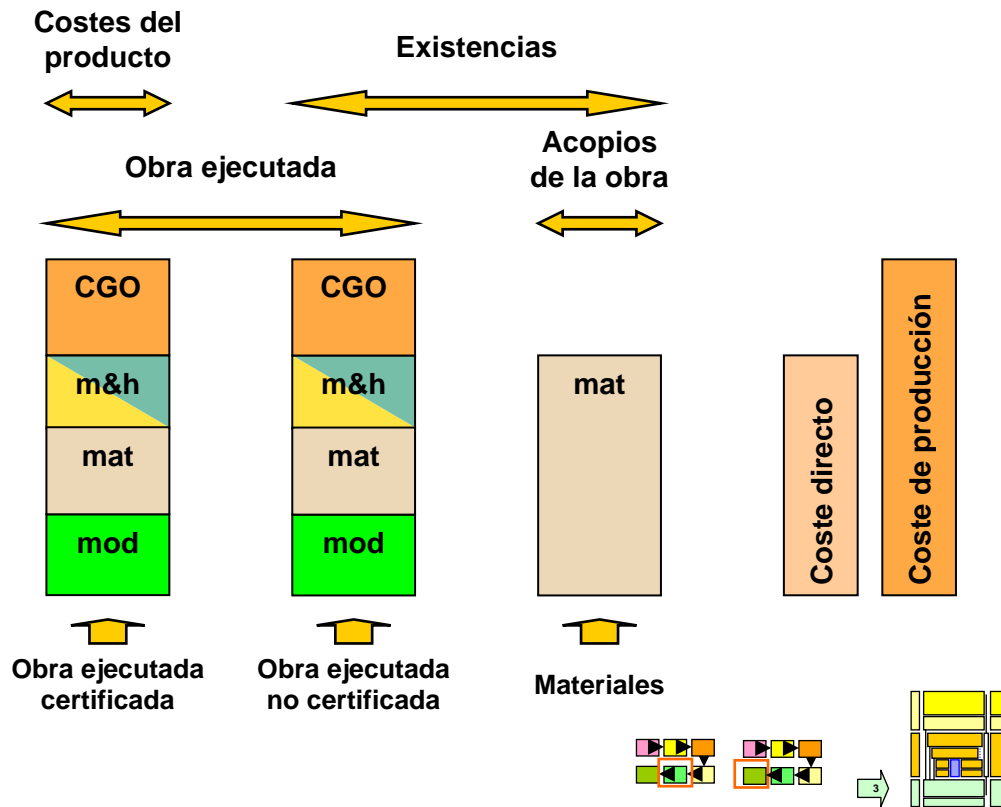 Costes del
producto
Existencias
Obra ejecutada
Acopios
de la obra
CGO
m&h
mat
mod
CGO
m&h
mat
mod
mat
Coste directo
Coste de producción
Obra ejecutada
certificada
Obra ejecutada
no certificada
Materiales
3